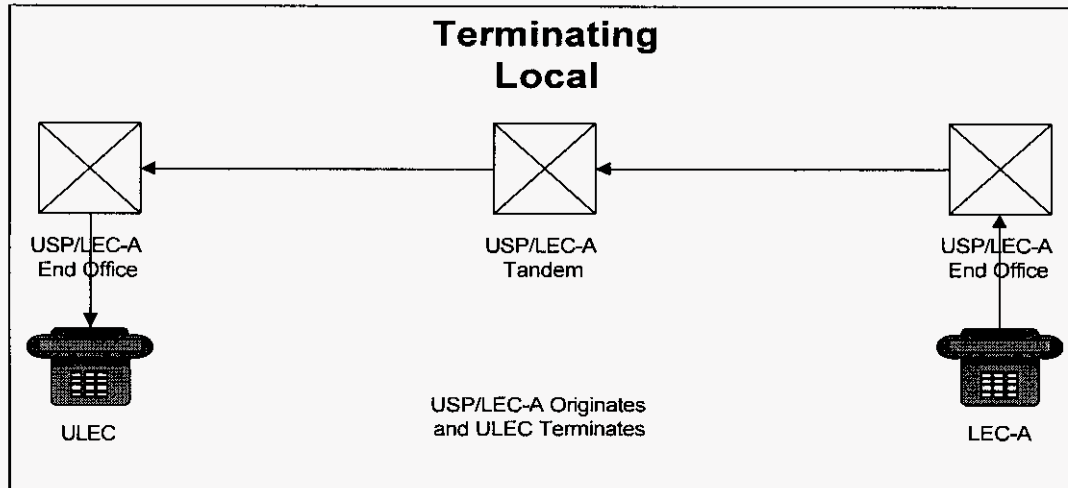 Terminating
Local
USP/LEC-A
End Office
USP/LEC-A
Tandem
USP/LEC-A
End Office
ULEC
USP/LEC-A Originates
and ULEC Terminates
LEC-A